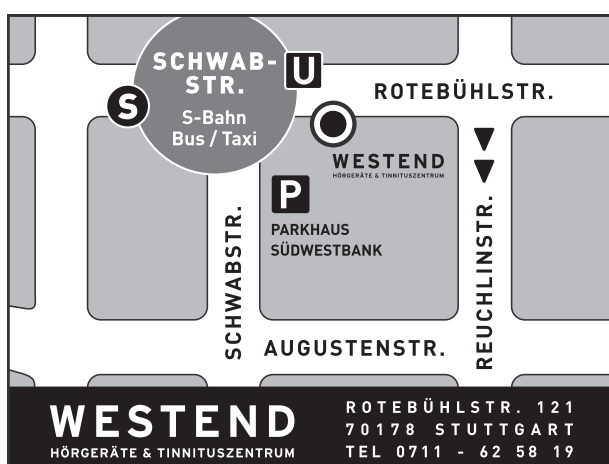 SCHWAB-
STR.
S-Bahn
Bus / Taxi
S
U
ROTEBÜHLSTR.
WESTEND
HÖRGERÄTE & TINNITUSZENTRUM
P
PARKHAUS
SÜDWESTBANK
SCHWABSTR.
REUCHLINSTR.
AUGUSTENSTR.
WESTEND
HÖRGERÄTE & TINNITUSZENTRUM
ROTEBÜHLSTR. 121
70178 STUTTGART
TEL 0711 - 62 58 19